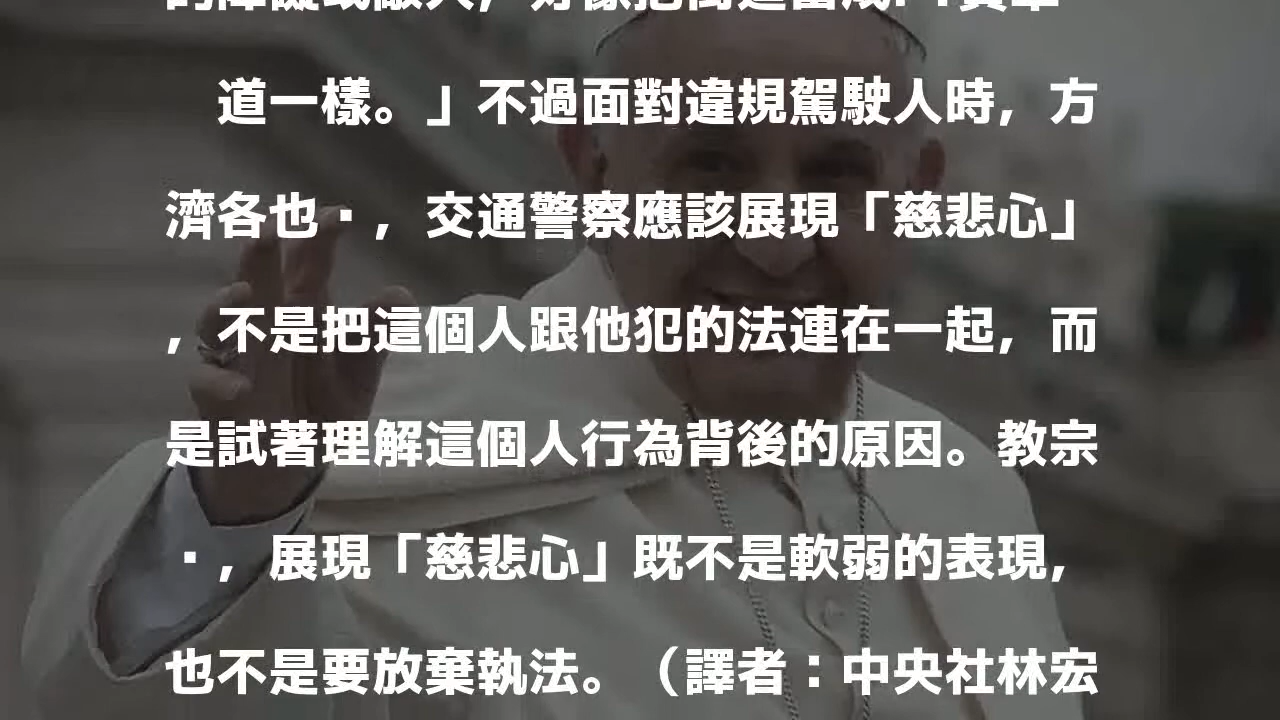 道一樣。」不過面對違規駕駛人時，方
濟各也·，交通警察應該展現「慈悲心」
，不是把這個人跟他犯的法連在一起，而
是試著理解這個人行為背後的原因。教宗
·，展現「慈悲心」既不是軟弱的表現，
也不是要放棄執法。（譯者：中央社林宏